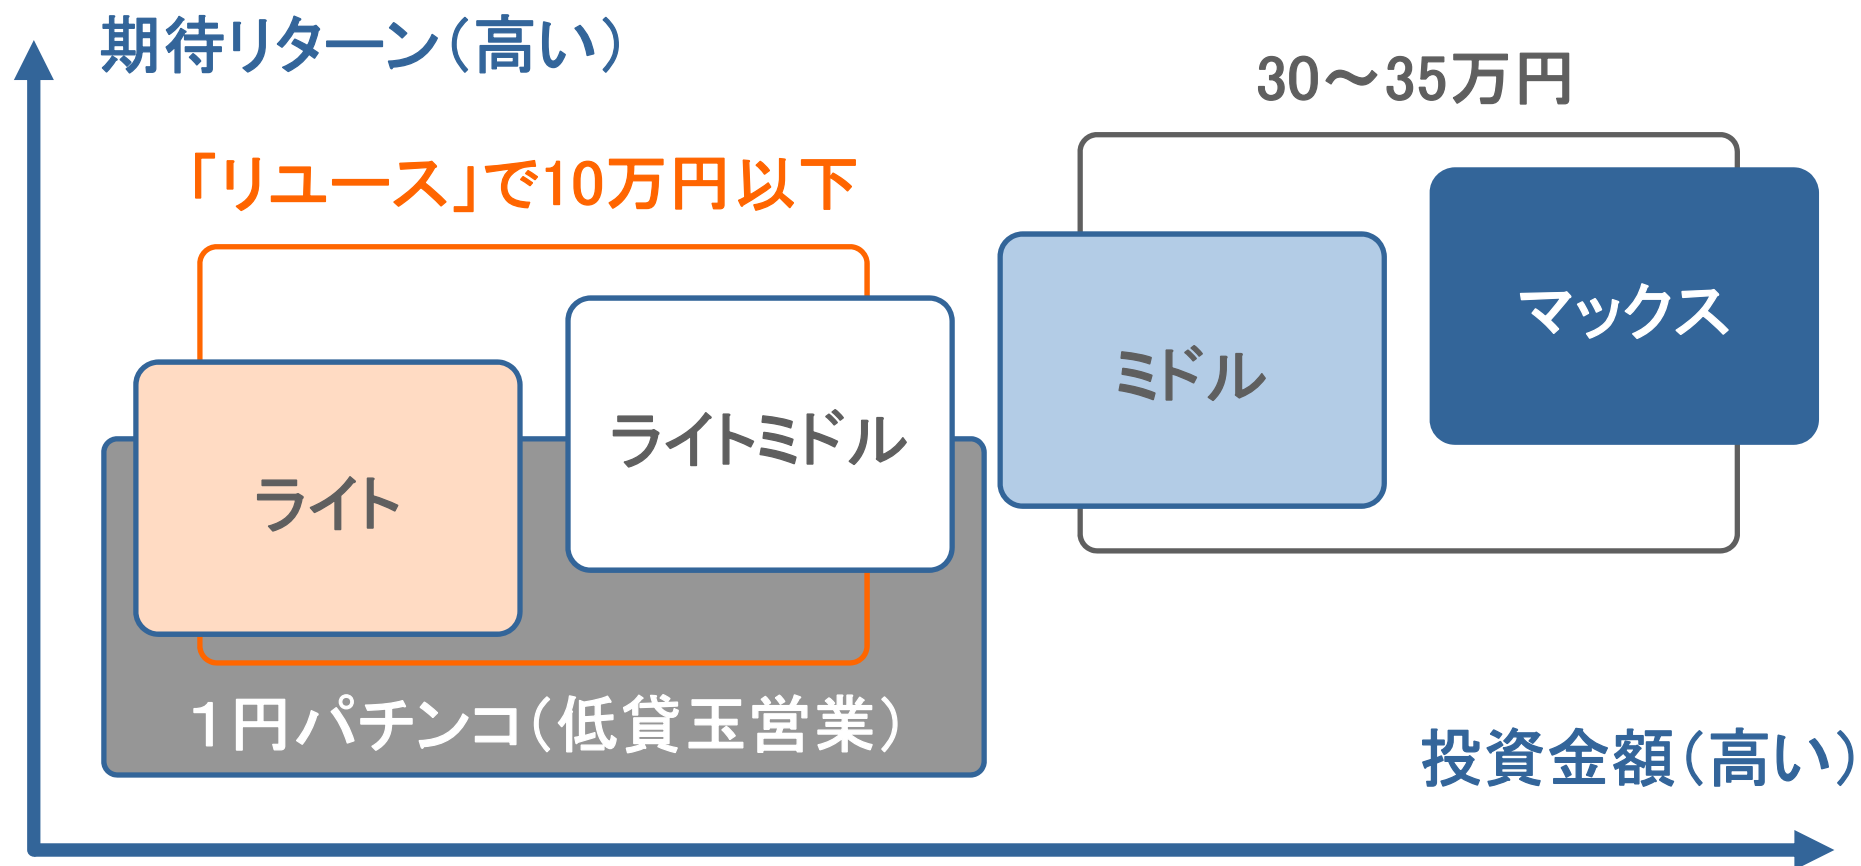 期待リターン（高い）
30～35万円
「リユース」で10万円以下
マックス
ミドル
ライトミドル
ライト
１円パチンコ（低貸玉営業）
投資金額（高い）